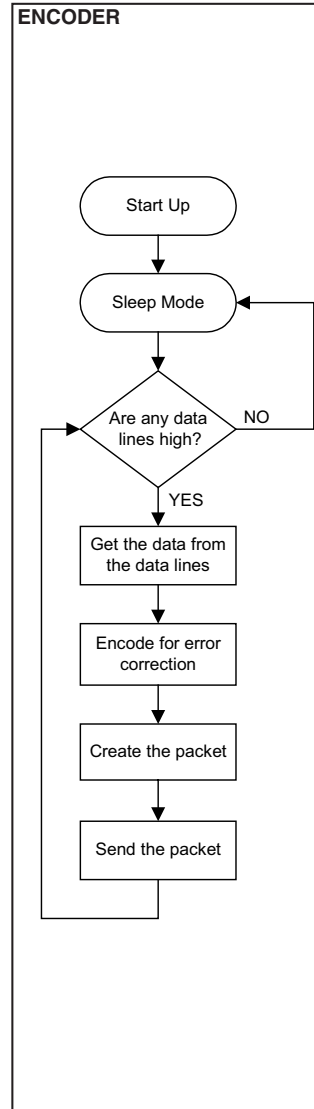 ENCODER
Start Up
Sleep Mode
Are any data
lines high?
NO
YES
Get the data from
the data lines
Encode for error
correction
Create the packet
Send the packet